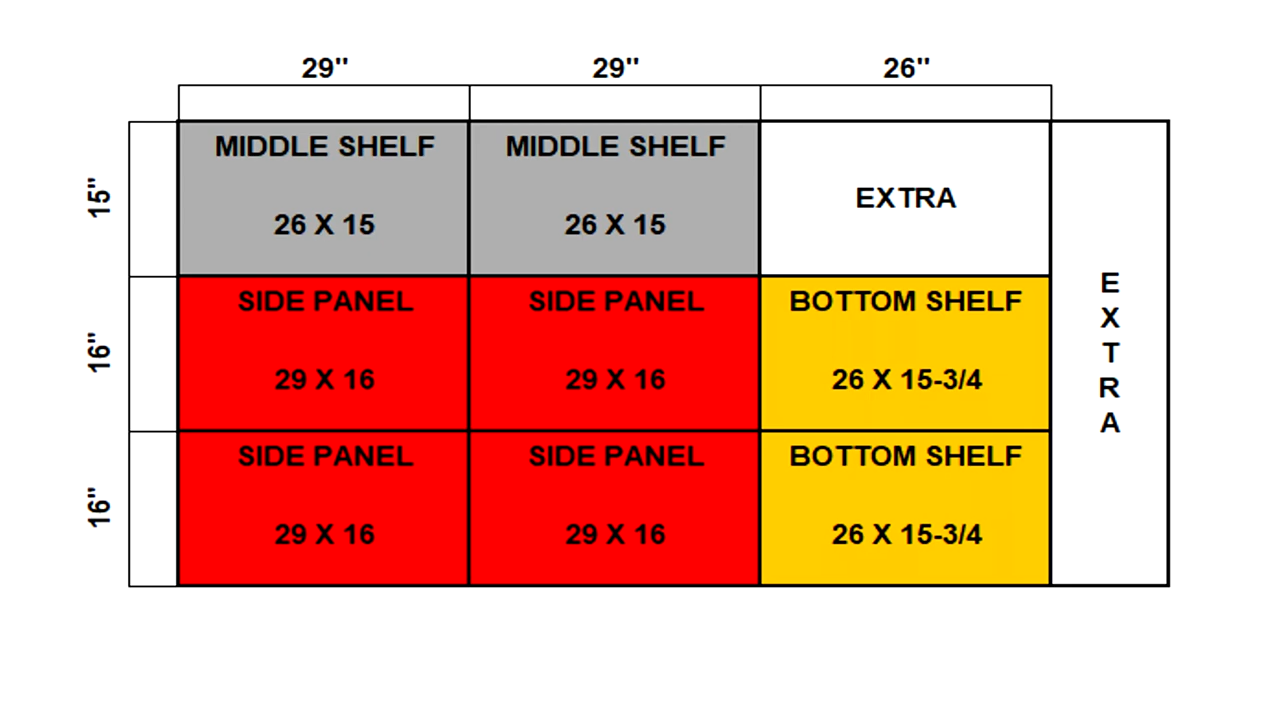 29" 29" 26"
15"
MIDDLE SHELF
26 X 15
MIDDLE SHELF
26 X 15
EXTRA
16"
SIDE PANEL
29 X 16
SIDE PANEL
29 X 16
BOTTOM SHELF
26 X 15-3/4
16"
SIDE PANEL
29 X 16
SIDE PANEL
29 X 16
BOTTOM SHELF
26 X 15-3/4
E
X
T
R
A